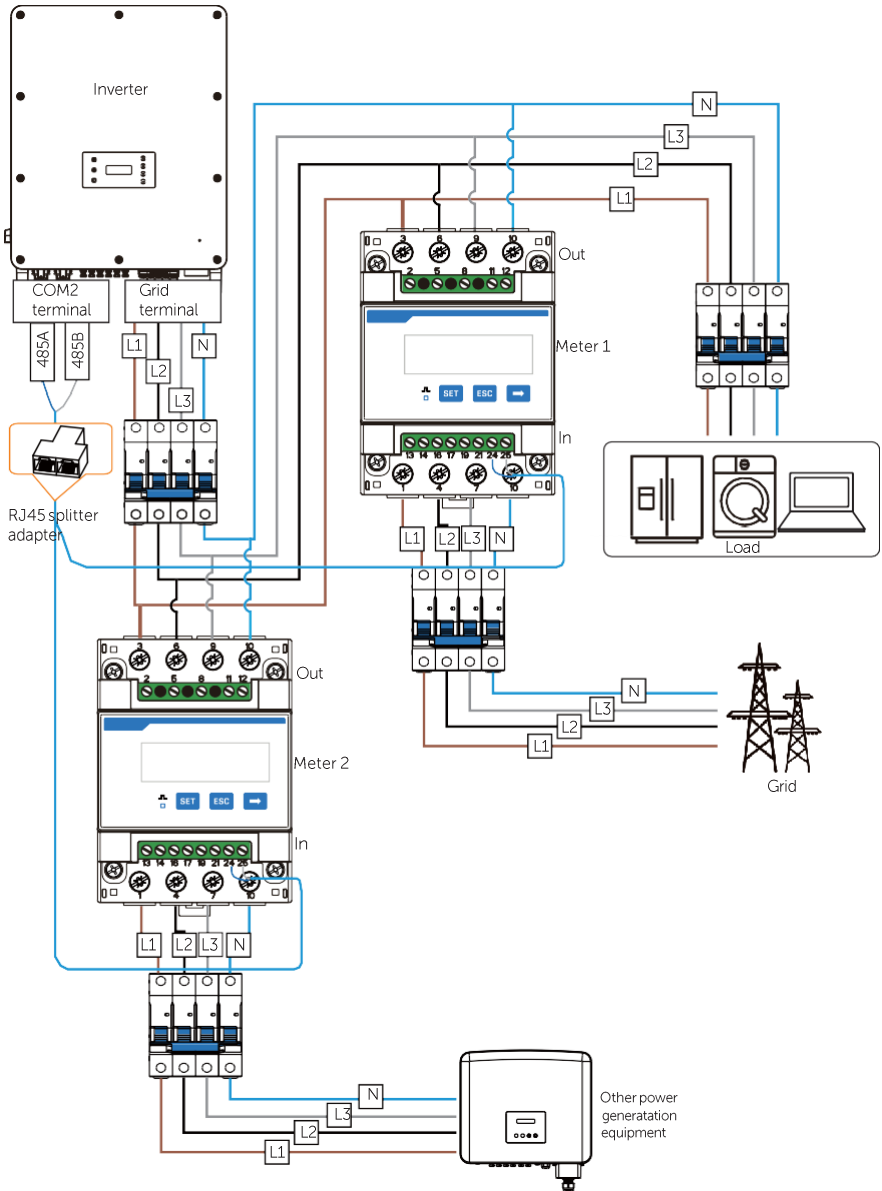 Inverter
N
L3
L2
L1
3 6 9 10
Out
2 5 8 11 12
COM2
terminal
Grid
terminal
485A
485B
L1
N
L2
L3
Meter 1
SET ESC
In
13 14 16 17 19 21 24 25
1 4 7 10
RJ45 splitter
adapter
L1
L2
L3
N
Load
3 6 9 10
Out
2 5 8 11 12
N
L3
L2
L1
Grid
Meter 2
SET ESC
In
13 14 16 17 19 21 24 25
1 4 7 10
L1
L2
L3
N
N
L3
L2
L1
Other power
generatation
equipment